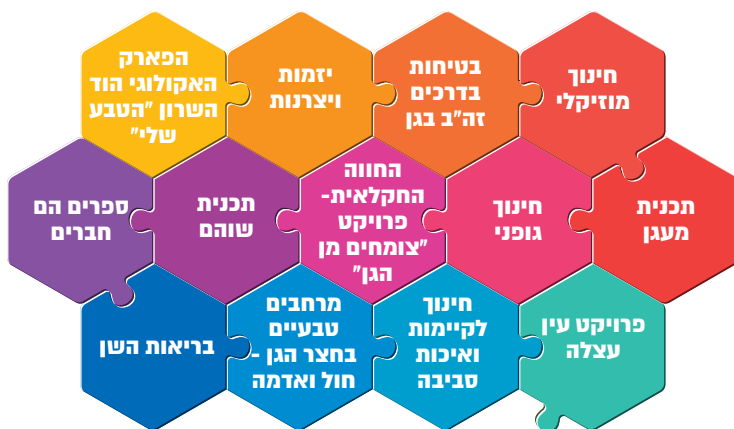 חינוך
מוזיקלי
בטיחות
בדרכים
זה"ב בגן
יזמות
ויצרנות
הפארק
האקולוגי הוד
השרון "הטבע
שלי"
תכנית
מעגן
חינוך
גופני
החווה
החקלאית-
פרויקט
"צומחים מן
הגן"
תכנית
שוהם
ספרים הם
חברים
פרויקט עין
עצלה
חינוך
לקיימות
ואיכות
סביבה
מרחבים
טבעיים
בחצר הגן -
חול ואדמה
בריאות השן